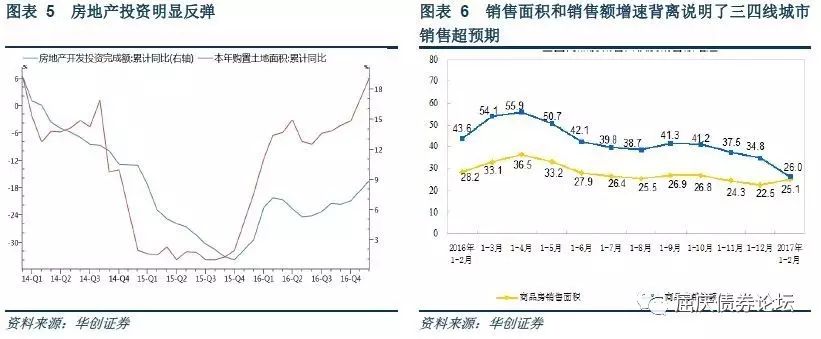 图表 5 房地产投资明显反弹
%
房地产开发投资完成额:累计同比(右轴)
本年购置土地面积:累计同比
%
6
0
-6
-12
-18
-24
-30
18
15
12
9
6
3
1
14-Q1 14-Q2 14-Q3 14-Q4 15-Q1 15-Q2 15-Q3 15-Q4 16-Q1 16-Q2 16-Q3 16-Q4
资料来源：华创证券
图表 6 销售面积和销售额增速背离说明了三四线城市
销售超预期
80
70
60
50
40
30
20
10
0
43.6 54.1 55.9 50.7 42.1 39.8 38.7 41.3 41.2 37.5 34.8 26.0
28.2 33.1 36.5 33.2 27.9 26.4 25.5 26.9 26.8 24.3 22.5 25.1
2016年 1-3月 1-4月 1-5月 1-6月 1-7月 1-8月 1-9月 1-10月 1-11月 1-12月 2017年
1-2月 1-2月
商品房销售面积
屈庆债券论坛
资料来源：华创证券